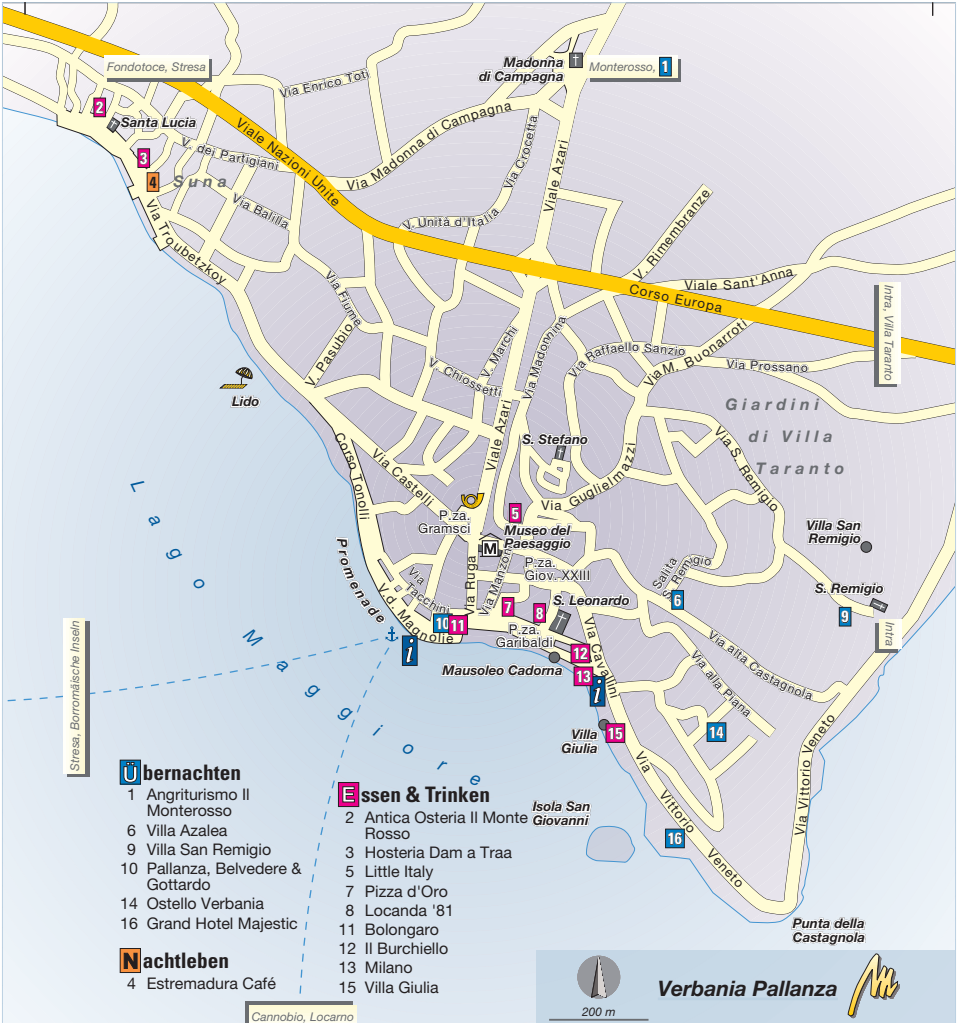 Fondotoce, Stresa
Madonna
di Campagna
Monterosso, 1
Via Enrico Toti
2
Santa Lucia
Viale Nazioni Unite
Via Madonna di Campagna
Via Crocetta
Viale Azari
V. dei Partigiani
3
4
Suna
Via Balilla
V. Unitá d'Italia
V. Rimembranze
Via Troubetzkoy
Viale Sant'Anna
Corso Europa
Intra, Villa Taranto
Via Fiume
V. Pasubio
V. Marchi
Via Madonnina
Via Raffaello Sanzio
Via M. Buonarroti
Via Prossano
V. Chiossetti
Lido
Giardini
di Villa
Taranto
Viale Azari
S. Stefano
Via S. Remigio
Corso Tonolli
Via Castelli
Via Guglielmazzi
Lago Maggiore
P.za.
Gramsci
5
Museo del
Paesaggio
M
Villa San
Remigio
Promenade
P.za.
Giov. XXIII
Salita
S. Remigio
Via Tacchini
Via Ruga
Via Manzoni
S. Remigio
6
7
8
S. Leonardo
9
V.d. Magnolie
10
11
P.za.
Garibaldi
Intra
i
12
Via Cavallini
Mausoleo Cadorna
13
i
Via alta Castagnola
Via alla Piana
Stresa, Borromäische Inseln
Villa
Giulia
15
14
Via Vittorio Veneto
Via Vittorio Veneto
Isola San
Giovanni
16
Punta della
Castagnola
Übernachten
1 Angriturismo Il
Monterosso
6 Villa Azalea
9 Villa San Remigio
10 Pallanza, Belvedere &
Gottardo
14 Ostello Verbania
16 Grand Hotel Majestic
Nachtleben
4 Estremadura Café
Essen & Trinken
2 Antica Osteria Il Monte
Rosso
3 Hosteria Dam a Traa
5 Little Italy
7 Pizza d'Oro
8 Locanda '81
11 Bolongaro
12 Il Burchiello
13 Milano
15 Villa Giulia
Cannobio, Locarno
200 m
Verbania Pallanza